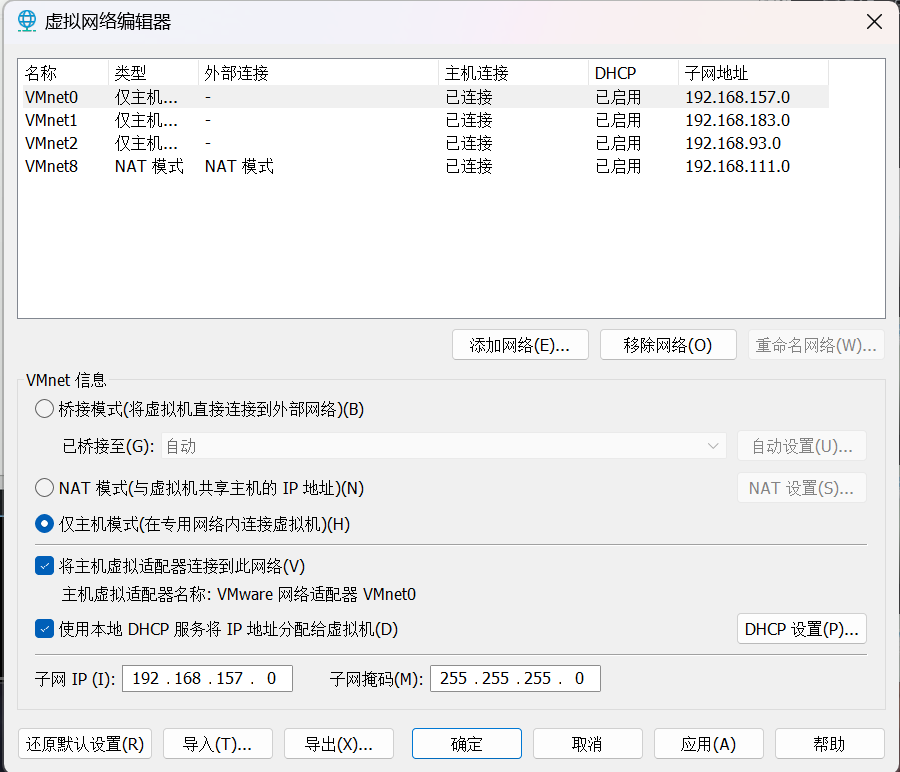 虚拟网络编辑器
名称 类型 外部连接 主机连接 DHCP 子网地址
VMnet0 仅主机... - 已连接 已启用 192.168.157.0
VMnet1 仅主机... - 已连接 已启用 192.168.183.0
VMnet2 仅主机... - 已连接 已启用 192.168.93.0
VMnet8 NAT 模式 NAT 模式 已连接 已启用 192.168.111.0
添加网络(E)... 移除网络(O) 重命名网络(W)...
VMnet 信息
桥接模式(将虚拟机直接连接到外部网络)(B)
已桥接至(G): 自动 自动设置(U)...
NAT 模式(与虚拟机共享主机的 IP 地址)(N) NAT 设置(S)...
仅主机模式(在专用网络内连接虚拟机)(H)
将主机虚拟适配器连接到此网络(V)
主机虚拟适配器名称: VMware 网络适配器 VMnet0
使用本地 DHCP 服务将 IP 地址分配给虚拟机(D) DHCP 设置(P)...
子网 IP (I): 192 . 168 . 157 . 0 子网掩码(M): 255 . 255 . 255 . 0
还原默认设置(R) 导入(T)... 导出(X)... 确定 取消 应用(A) 帮助